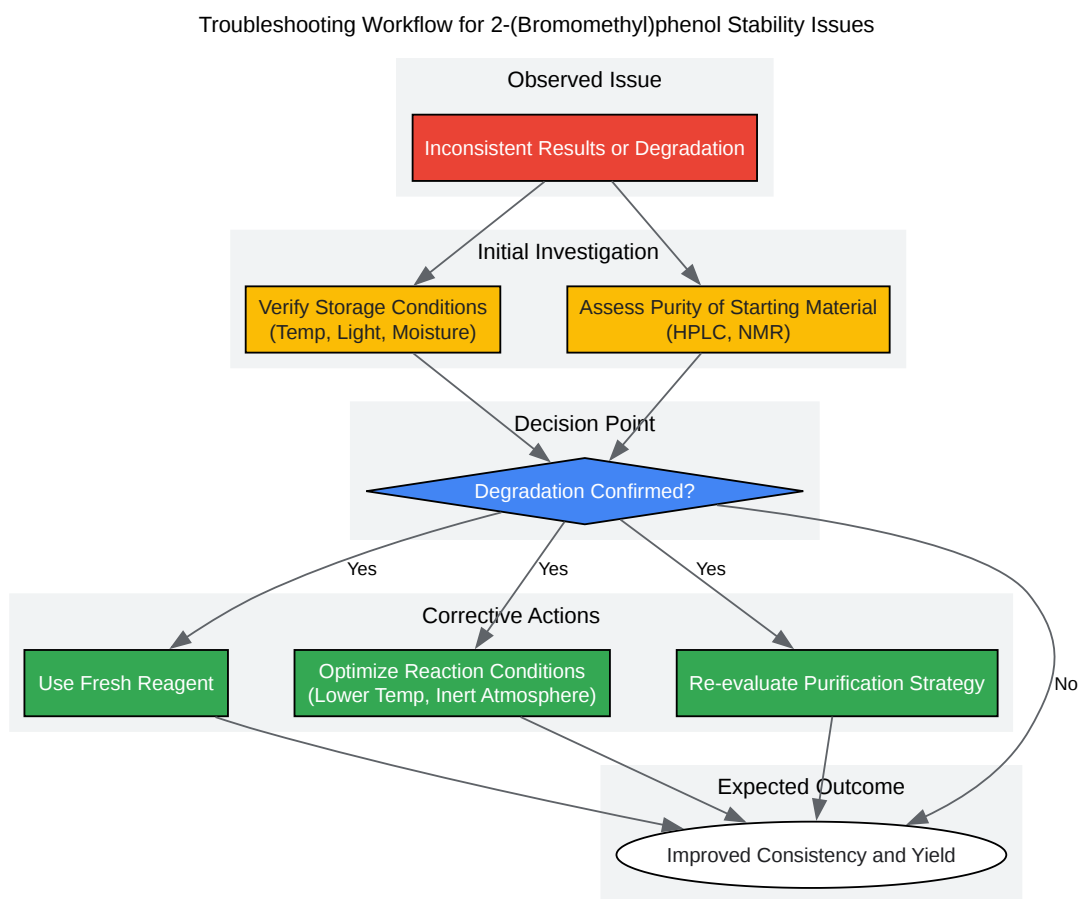 Troubleshooting Workflow for 2-(Bromomethyl)phenol Stability Issues
Observed Issue
Inconsistent Results or Degradation
Initial Investigation
Verify Storage Conditions
(Temp, Light, Moisture)
Assess Purity of Starting Material
(HPLC, NMR)
Decision Point
Degradation Confirmed?
Yes
Yes
Yes
No
Corrective Actions
Use Fresh Reagent
Optimize Reaction Conditions
(Lower Temp, Inert Atmosphere)
Re-evaluate Purification Strategy
Expected Outcome
Improved Consistency and Yield